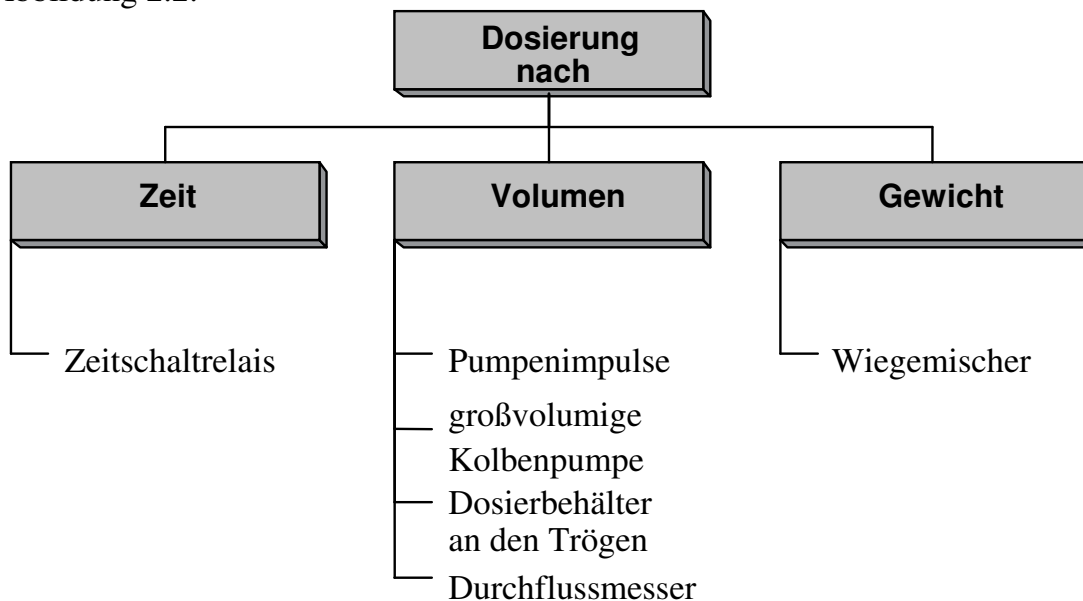 Dosierung
nach
Zeit
Volumen
Gewicht
Zeitschaltrelais
Pumpenimpulse
großvolumige
Kolbenpumpe
Dosierbehälter
an den Trögen
Durchflussmesser
Wiegemischer